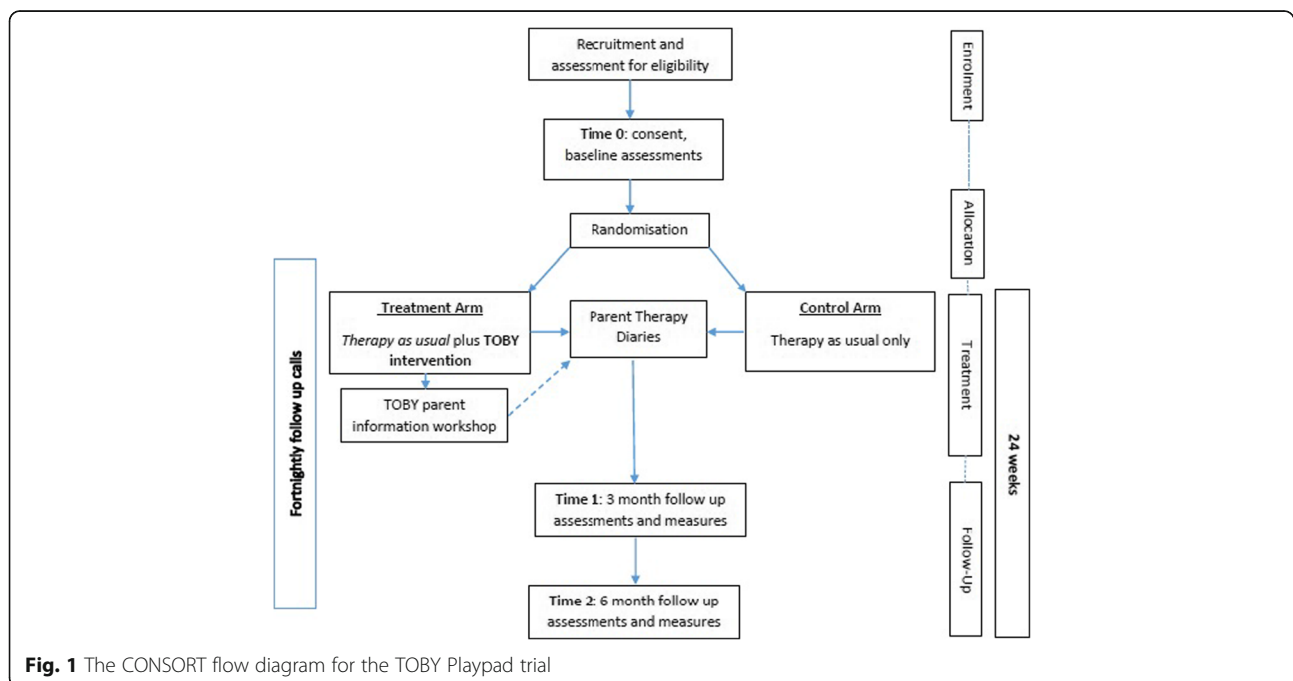 Recruitment and
assessment for eligibility
Time 0: consent,
baseline assessments
Randomisation
Treatment Arm
Therapy as usual plus TOBY
intervention
Parent Therapy
Diaries
Control Arm
Therapy as usual only
TOBY parent
information workshop
Time 1: 3 month follow up
assessments and measures
Time 2: 6 month follow up
assessments and measures
Fortnightly follow up calls
Enrolment
Allocation
Treatment
Follow-Up
24 weeks
Fig. 1 The CONSORT flow diagram for the TOBY Playpad trial